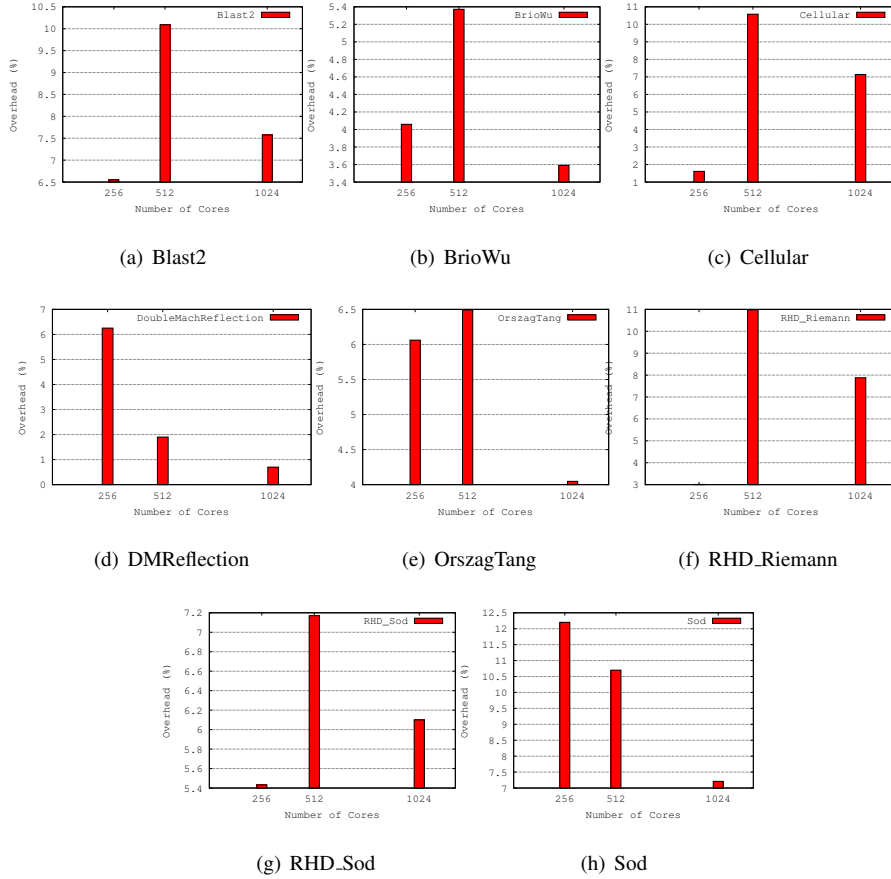 Blast2
Overhead (%)
10.5
10
9.5
9
8.5
8
7.5
7
6.5
256 512 1024
Number of Cores
(a) Blast2
BrioWu
Overhead (%)
5.4
5.2
5
4.8
4.6
4.4
4.2
4
3.8
3.6
3.4
256 512 1024
Number of Cores
(b) BrioWu
Cellular
Overhead (%)
11
10
9
8
7
6
5
4
3
2
1
256 512 1024
Number of Cores
(c) Cellular
DoubleMachReflection
Overhead (%)
7
6
5
4
3
2
1
0
256 512 1024
Number of Cores
(d) DMReflection
OrszagTang
Overhead (%)
6.5
6
5.5
5
4.5
4
256 512 1024
Number of Cores
(e) OrszagTang
RHD_Riemann
Overhead (%)
11
10
9
8
7
6
5
4
3
256 512 1024
Number of Cores
(f) RHD_Riemann
RHD_Sod
Overhead (%)
7.2
7
6.8
6.6
6.4
6.2
6
5.8
5.6
5.4
256 512 1024
Number of Cores
(g) RHD_Sod
Sod
Overhead (%)
12.5
12
11.5
11
10.5
10
9.5
9
8.5
8
7.5
7
256 512 1024
Number of Cores
(h) Sod